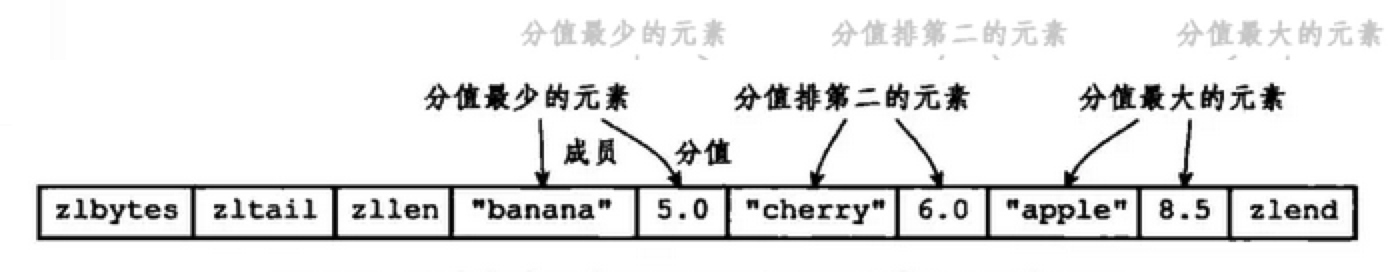 分值最少的元素 分值排第二的元素 分值最大的元素
分值最少的元素 分值排第二的元素 分值最大的元素
成员 分值
zlbytes zltail zllen "banana" 5.0 "cherry" 6.0 "apple" 8.5 zlend